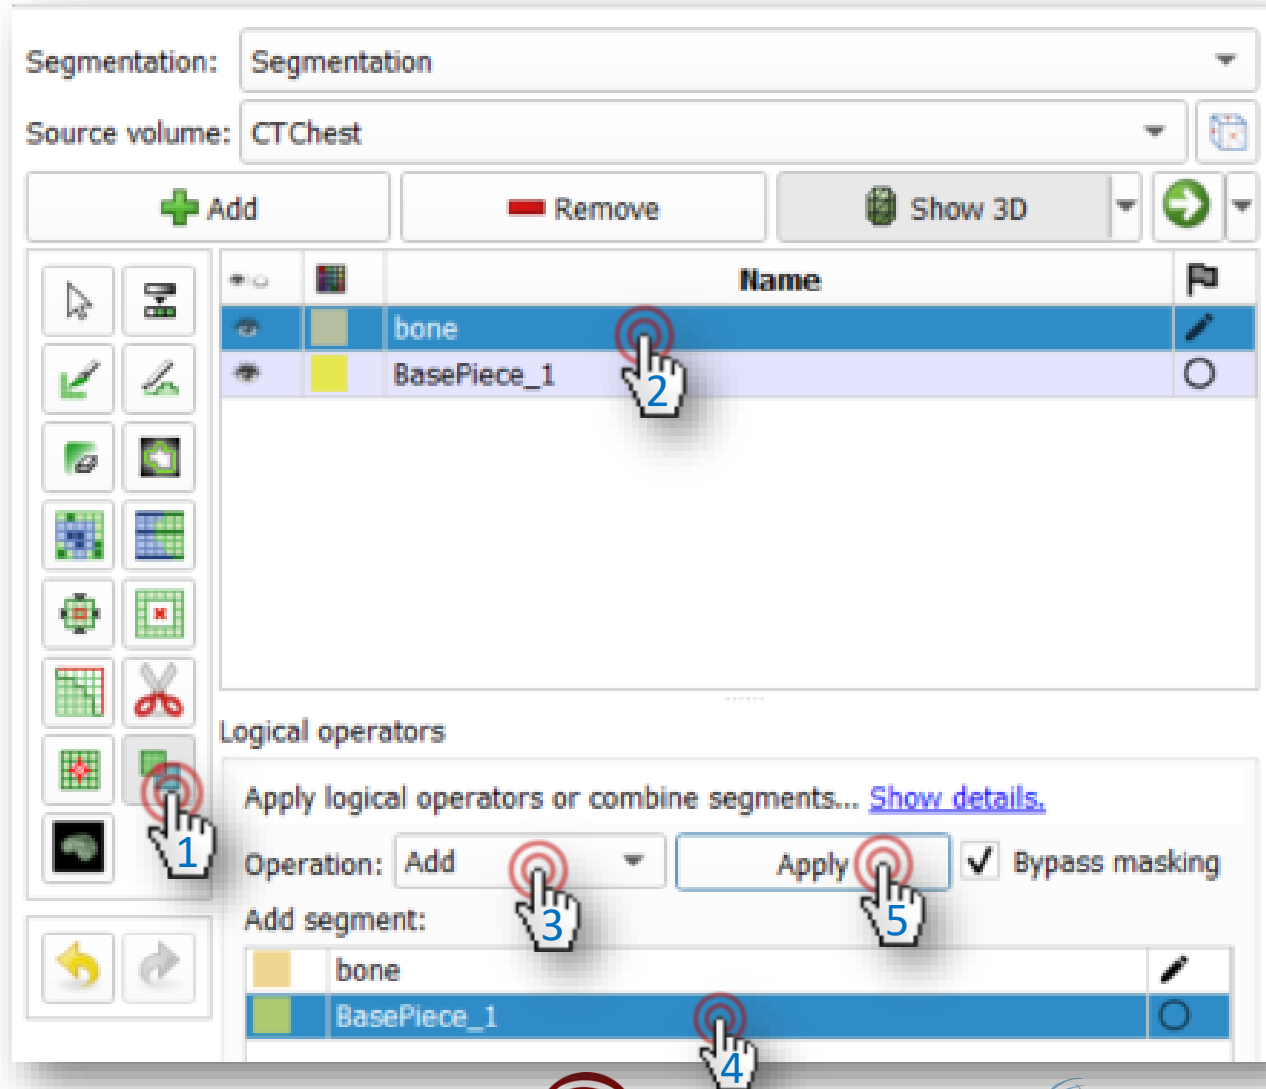 Segmentation: Segmentation
Source volume: CTChest
Add Remove Show 3D
Name
bone
BasePiece_1
2
Logical operators
Apply logical operators or combine segments... Show details.
1
Operation: Add Apply Bypass masking
Add segment:
3
5
bone
BasePiece_1
4